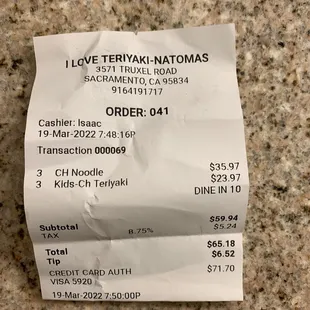 I LOVE TERIYAKI-NATOMAS
3571 TRUXEL ROAD
SACRAMENTO, CA 95834
9164191717
ORDER: 041
Cashier: Isaac
19-Mar-2022 7:48:16P
Transaction 000069
3 CH Noodle $35.97
3 Kids-Ch Teriyaki $23.97
DINE IN 10
Subtotal $59.94
TAX 8.75% $5.24
Total $65.18
Tip $6.52
CREDIT CARD AUTH $71.70
VISA 5920
19-Mar-2022 7:50:00P